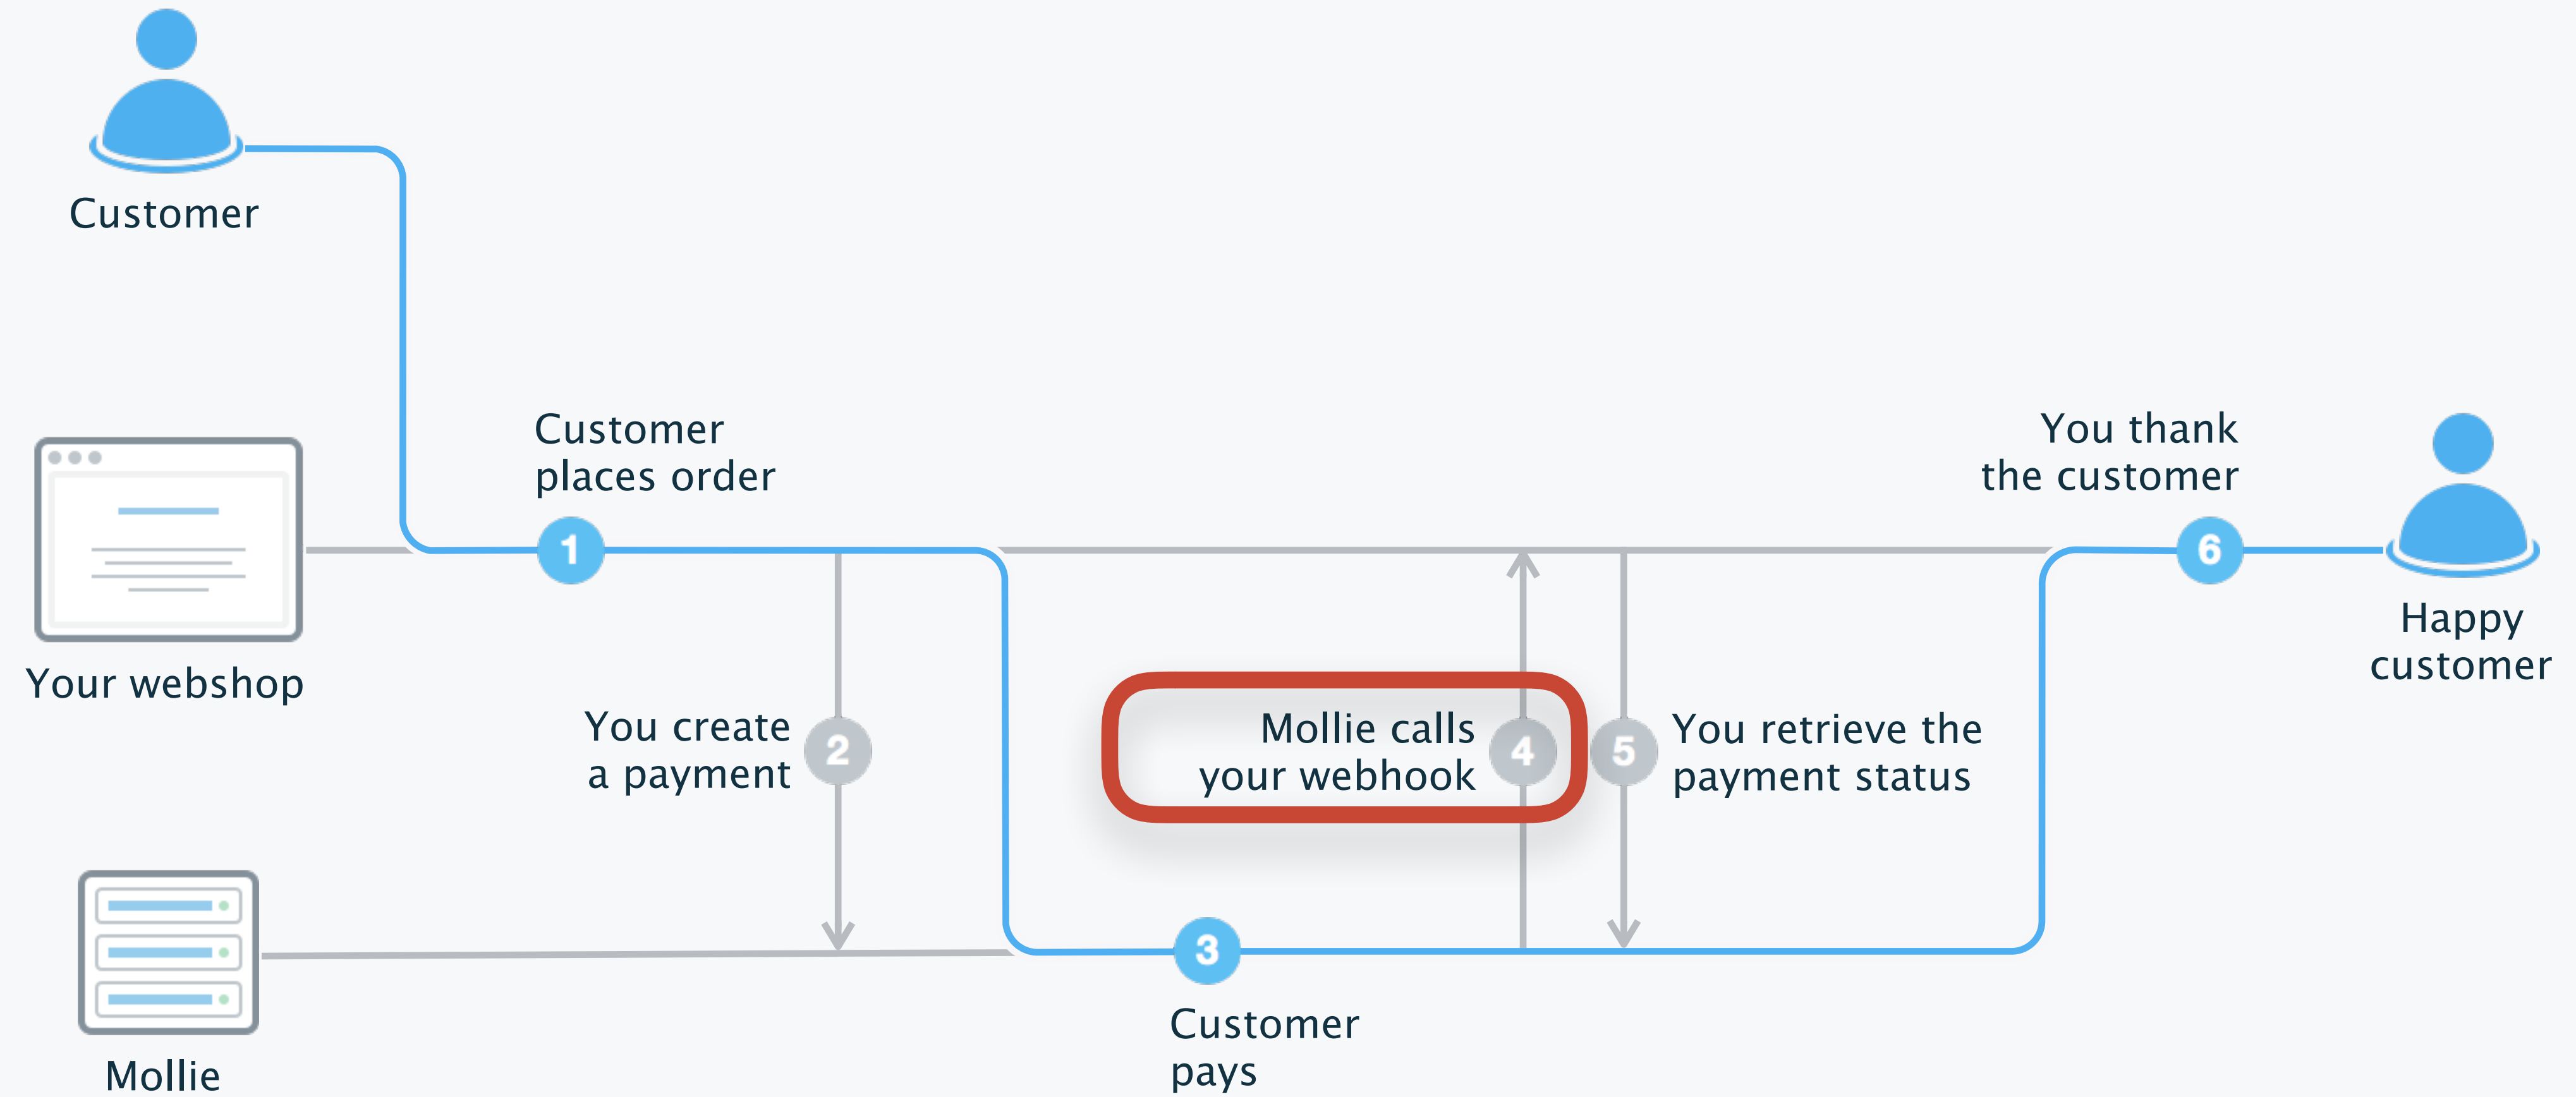 Customer
Customer
places order
1
You thank
the customer
6
Happy
customer
Your webshop
You create
a payment
2
Mollie calls
your webhook
4
5
You retrieve the
payment status
3
Customer
pays
Mollie